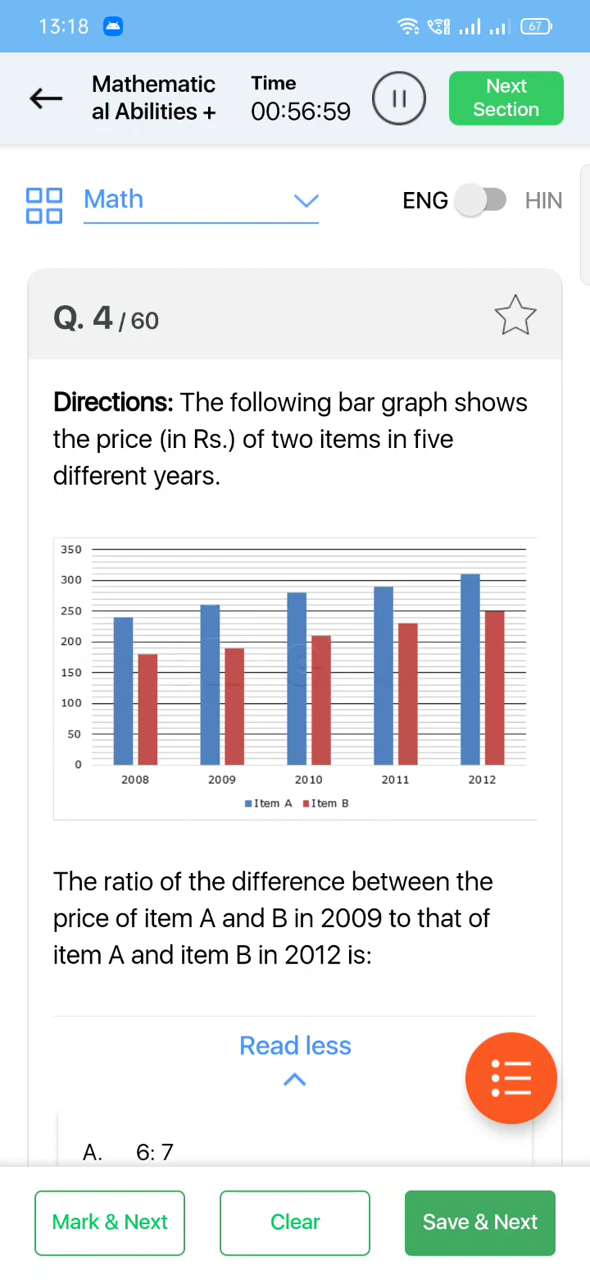 13:18
67
Mathematic
al Abilities +
Time
00:56:59
Next
Section
Math
ENG
HIN
Q. 4 / 60
Directions: The following bar graph shows
the price (in Rs.) of two items in five
different years.
350
300
250
200
150
100
50
0
2008 2009 2010 2011 2012
Item A Item B
The ratio of the difference between the
price of item A and B in 2009 to that of
item A and item B in 2012 is:
Read less
A. 6: 7
Mark & Next
Clear
Save & Next